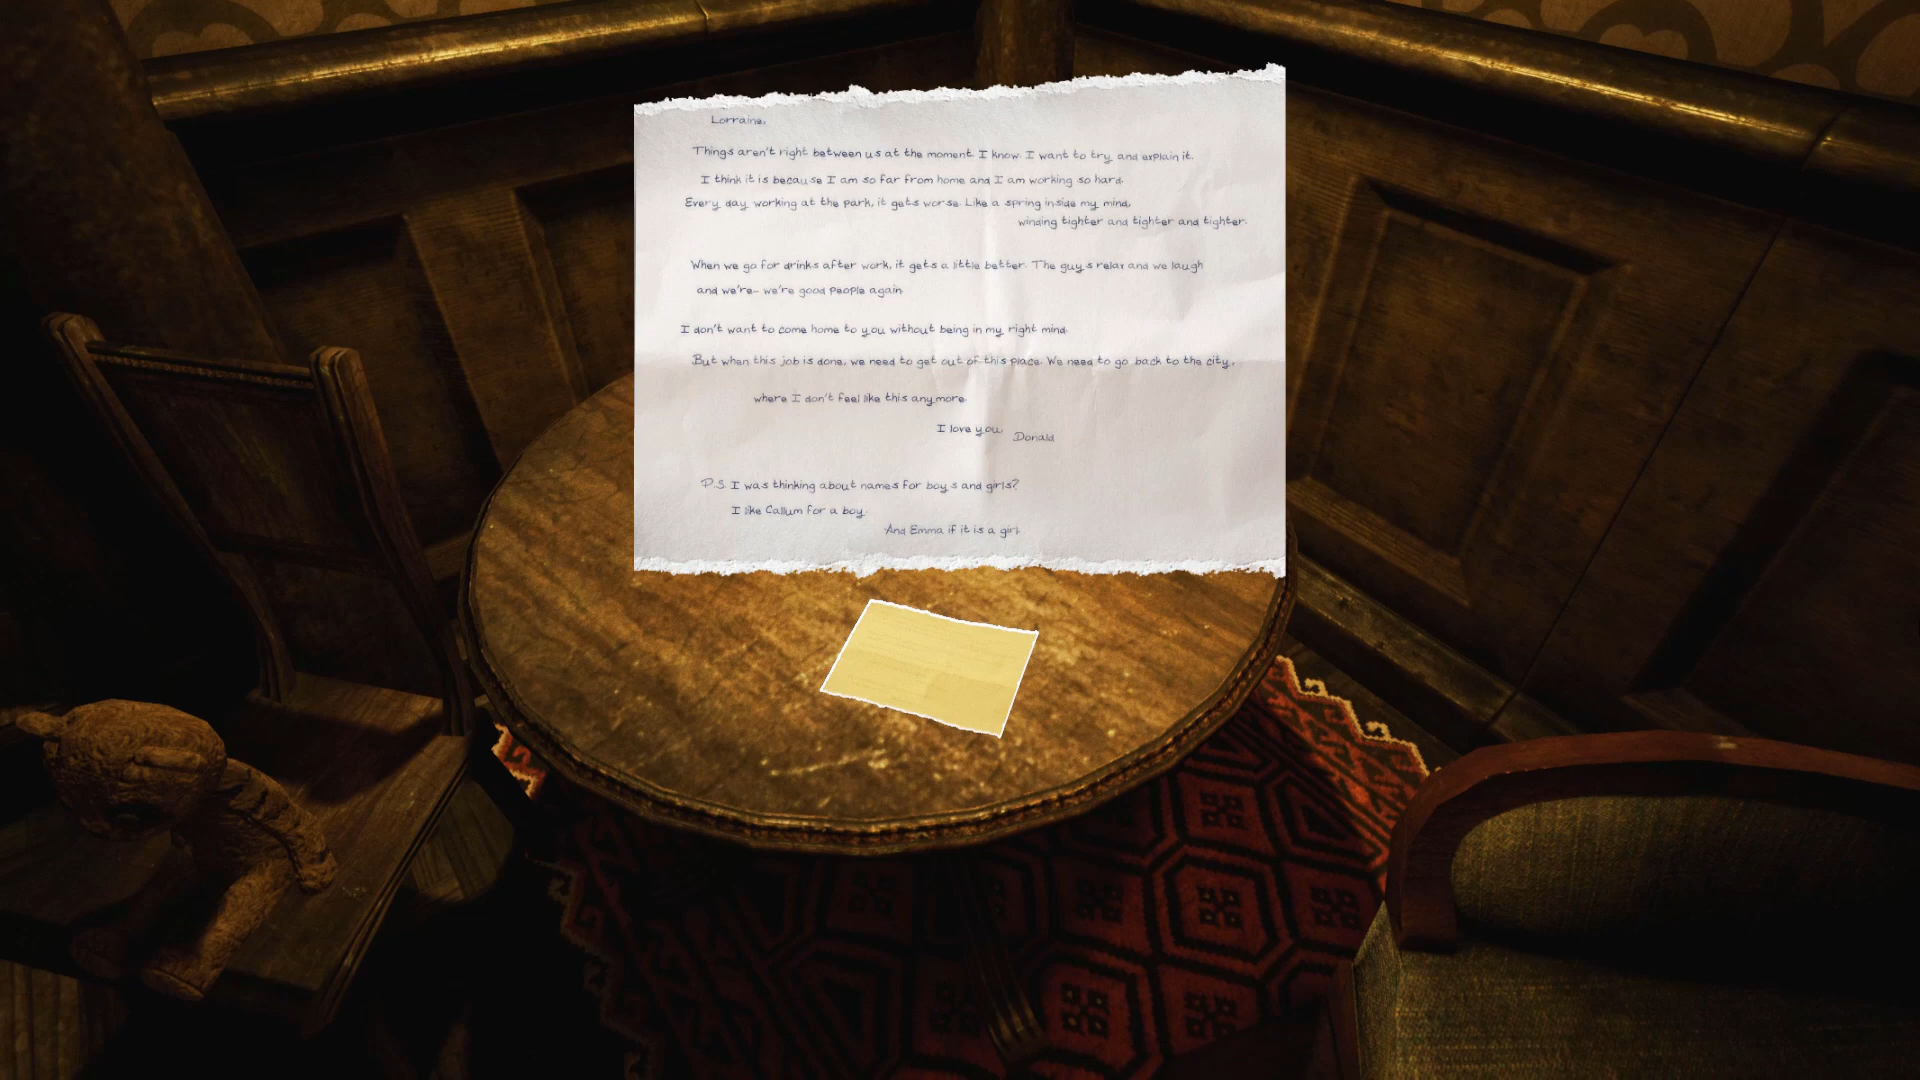 Lorraine,
Things aren't right between us at the moment. I know. I want to try and explain it.
I think it is because I am so far from home and I am working so hard.
Every day working at the park, it gets worse. Like a spring inside my mind,
winding tighter and tighter and tighter.
When we go for drinks after work, it gets a little better. The guys relax and we laugh
and we're– we're good people again.
I don't want to come home to you without being in my right mind.
But when this job is done, we need to get out of this place. We need to go back to the city,
where I don't feel like this anymore.
I love you.
Donald
P.S. I was thinking about names for boys and girls?
I like Callum for a boy.
And Emma if it is a girl.